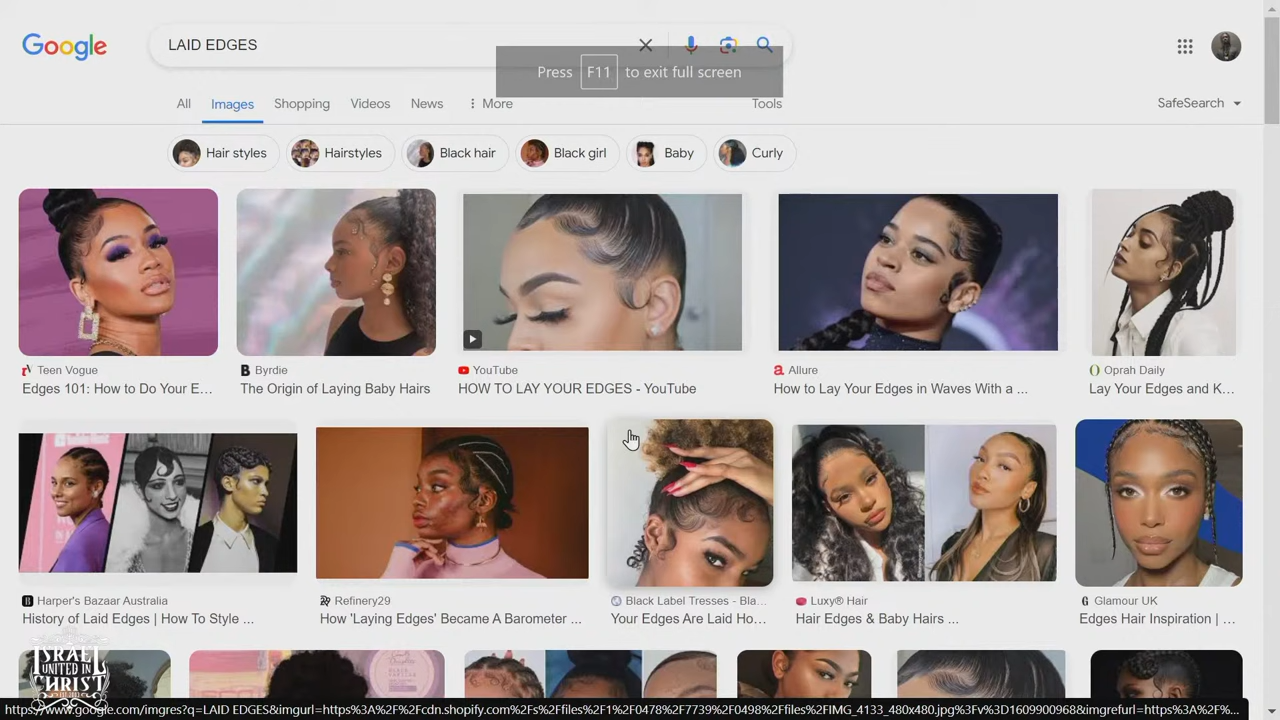 Google
LAID EDGES
Press F11 to exit full screen
All Images Shopping Videos News More Tools
SafeSearch
Hair styles Hairstyles Black hair Black girl Baby Curly
Teen Vogue
Edges 101: How to Do Your E...
Byrdie
The Origin of Laying Baby Hairs
YouTube
HOW TO LAY YOUR EDGES - YouTube
Allure
How to Lay Your Edges in Waves With a ...
Oprah Daily
Lay Your Edges and K...
Harper's Bazaar Australia
History of Laid Edges | How To Style ...
Refinery29
How 'Laying Edges' Became A Barometer ...
Black Label Tresses - Bla...
Your Edges Are Laid Ho...
Luxy® Hair
Hair Edges & Baby Hairs ...
Glamour UK
Edges Hair Inspiration | ...
ISRAEL
UNITED IN
CHRIST
https://www.google.com/imgres?q=LAID EDGES&imgurl=https%3A%2F%2Fcdn.shopify.com%2Fs%2Ffiles%2F1%2F0478%2F7739%2F0498%2Ffiles%2FIMG_4133_480x480.jpg%3Fv%3D1609900968&imgrefurl=https%3A%2F%...